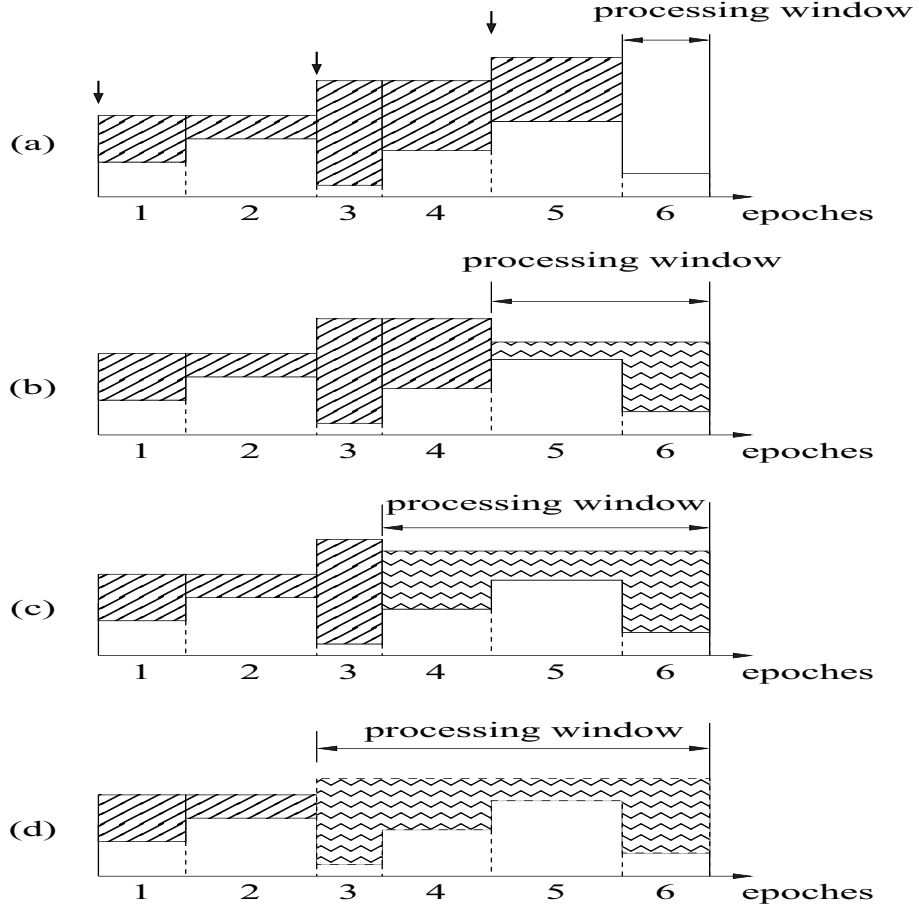 processing window
(a)
1 2 3 4 5 6 epoches
processing window
(b)
1 2 3 4 5 6 epoches
processing window
(c)
1 2 3 4 5 6 epoches
processing window
(d)
1 2 3 4 5 6 epoches